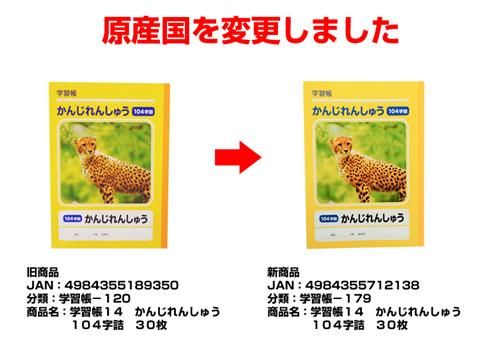 原産国を変更しました
学習帳
かんじれんしゅう 104字詰
104字詰 かんじれんしゅう
学習帳
かんじれんしゅう 104字詰
104字詰 かんじれんしゅう
旧商品
JAN:4984355189350
分類:学習帳-120
商品名:学習帳14 かんじれんしゅう
104字詰 30枚
新商品
JAN:4984355712138
分類:学習帳-179
商品名:学習帳14 かんじれんしゅう
104字詰 30枚